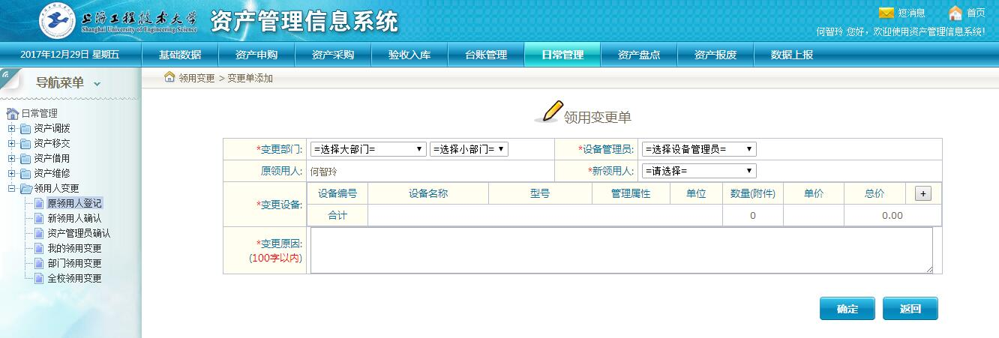 上海工程技术大学 资产管理信息系统
Shanghai University of Engineering Science
短消息 首页
何智玲 您好，欢迎使用资产管理信息系统!
2017年12月29日 星期五 基础数据 资产申购 资产采购 验收入库 台账管理 日常管理 资产盘点 资产报废 数据上报
导航菜单
日常管理
资产调拨
资产移交
资产借用
资产维修
领用人变更
原领用人登记
新领用人确认
资产管理员确认
我的领用变更
部门领用变更
全校领用变更
领用变更 > 变更单添加
领用变更单
*变更部门: =选择大部门= =选择小部门= *设备管理员: =选择设备管理员=
原领用人: 何智玲 *新领用人: =请选择=
*变更设备: 设备编号 设备名称 型号 管理属性 单位 数量(附件) 单价 总价 +
合计 0 0.00
*变更原因:
(100字以内)
确定 返回